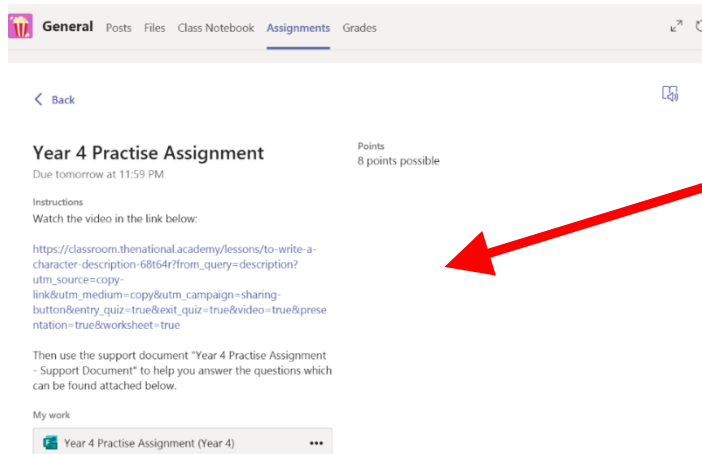 General Posts Files Class Notebook Assignments Grades
Back
Year 4 Practise Assignment
Due tomorrow at 11:59 PM
Points
8 points possible
Instructions
Watch the video in the link below:
https://classroom.thenational.academy/lessons/to-write-a-
character-description-68t64r?from_query=description?
utm_source=copy-
link&utm_medium=copy&utm_campaign=sharing-
button&entry_quiz=true&exit_quiz=true&video=true&prese
ntation=true&worksheet=true
Then use the support document "Year 4 Practise Assignment
- Support Document" to help you answer the questions which
can be found attached below.
My work
Year 4 Practise Assignment (Year 4)